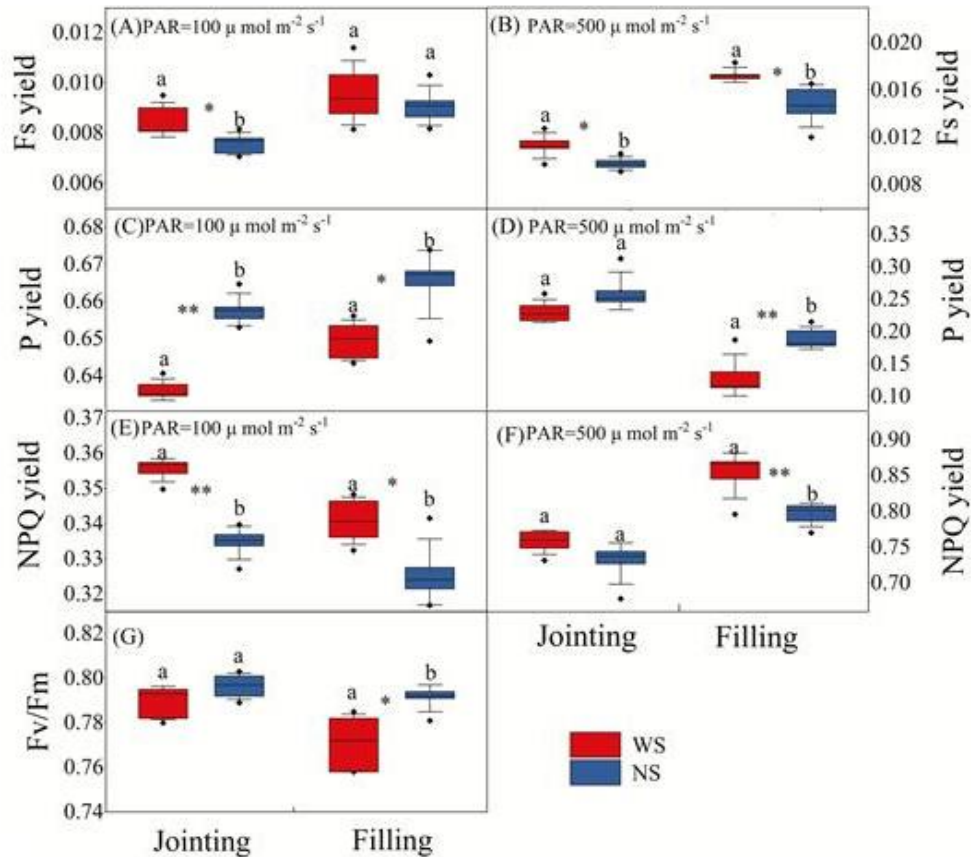 (A) PAR=100 μ mol m⁻² s⁻¹
Fs yield
0.012
0.010
0.008
0.006
a
*
b
a
a
(B) PAR=500 μ mol m⁻² s⁻¹
Fs yield
0.020
0.016
0.012
0.008
a
*
b
a
*
b
(C) PAR=100 μ mol m⁻² s⁻¹
P yield
0.68
0.67
0.66
0.65
0.64
a
**
b
a
*
b
(D) PAR=500 μ mol m⁻² s⁻¹
P yield
0.35
0.30
0.25
0.20
0.15
0.10
a
a
a
**
b
(E) PAR=100 μ mol m⁻² s⁻¹
NPQ yield
0.37
0.36
0.35
0.34
0.33
0.32
a
**
b
a
*
b
(F) PAR=500 μ mol m⁻² s⁻¹
NPQ yield
0.90
0.85
0.80
0.75
0.70
a
a
a
**
b
Jointing
Filling
(G)
Fv/Fm
0.82
0.80
0.78
0.76
0.74
a
a
a
*
b
Jointing
Filling
WS
NS